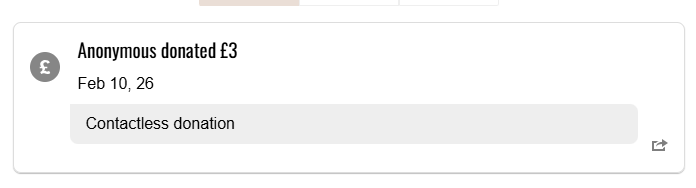 Anonymous donated £3
£
Feb 10, 26
Contactless donation